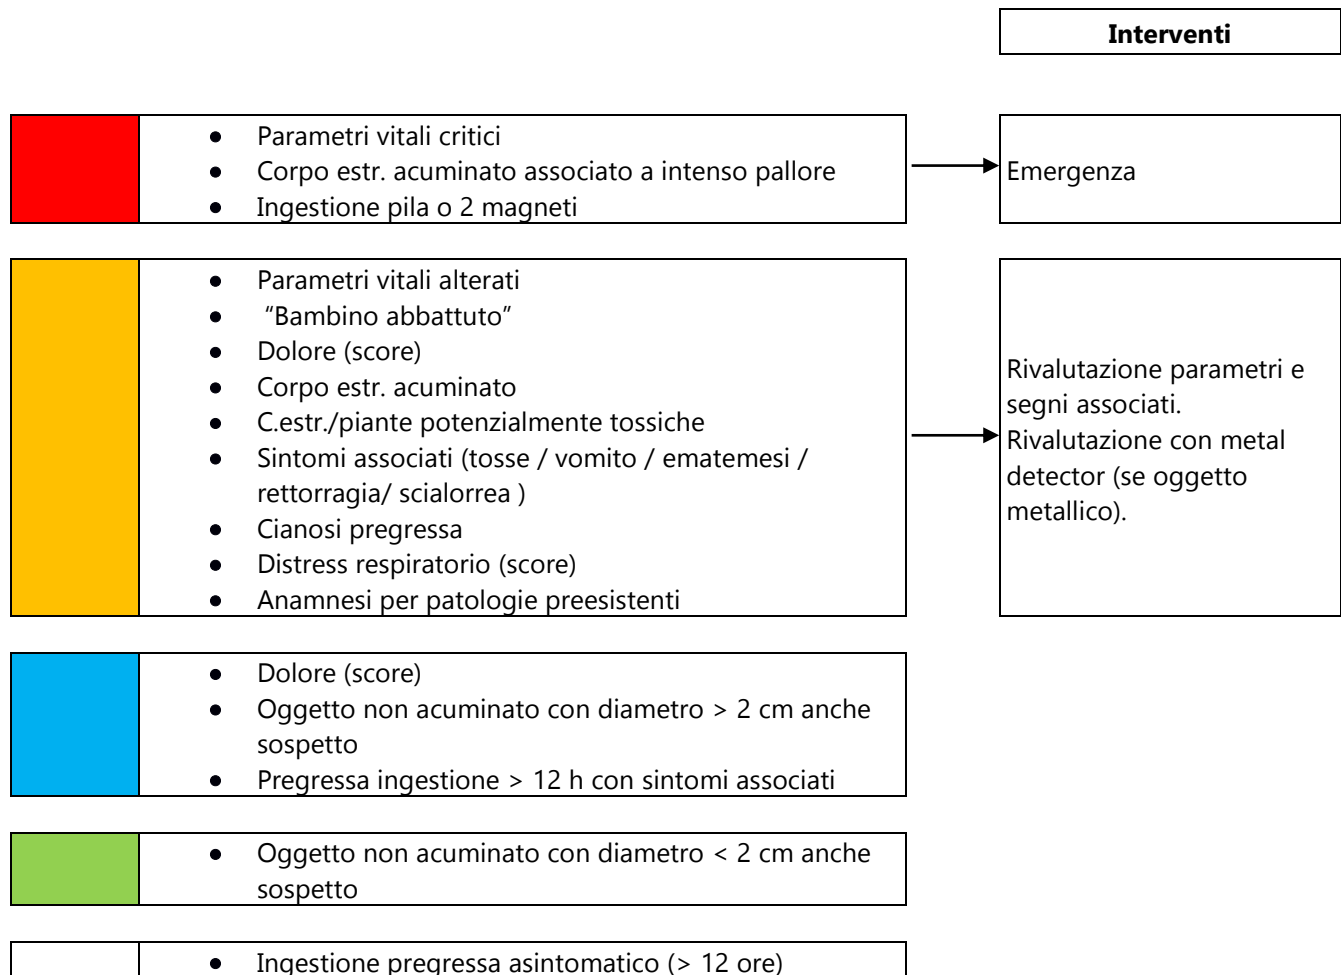 Interventi
• Parametri vitali critici
• Corpo estr. acuminato associato a intenso pallore
• Ingestione pila o 2 magneti
Emergenza
• Parametri vitali alterati
• “Bambino abbattuto”
• Dolore (score)
• Corpo estr. acuminato
• C.estr./piante potenzialmente tossiche
• Sintomi associati (tosse / vomito / ematemesi /
rettorragia/ scialorrea )
• Cianosi pregressa
• Distress respiratorio (score)
• Anamnesi per patologie preesistenti
Rivalutazione parametri e
segni associati.
Rivalutazione con metal
detector (se oggetto
metallico).
• Dolore (score)
• Oggetto non acuminato con diametro > 2 cm anche
sospetto
• Pregressa ingestione > 12 h con sintomi associati
• Oggetto non acuminato con diametro < 2 cm anche
sospetto
• Ingestione pregressa asintomatico (> 12 ore)